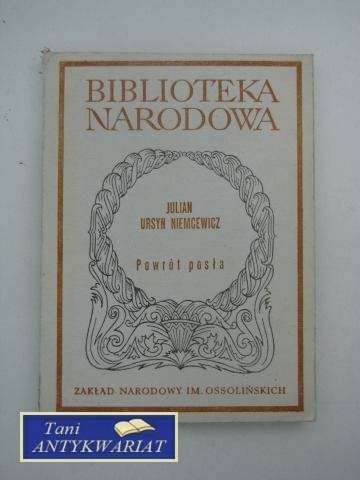 BIBLIOTEKA
NARODOWA
JULIAN
URSYN NIEMCEWICZ
Powrót posła
ZAKŁAD NARODOWY IM. OSSOLIŃSKICH
Tani
ANTYKWARIAT